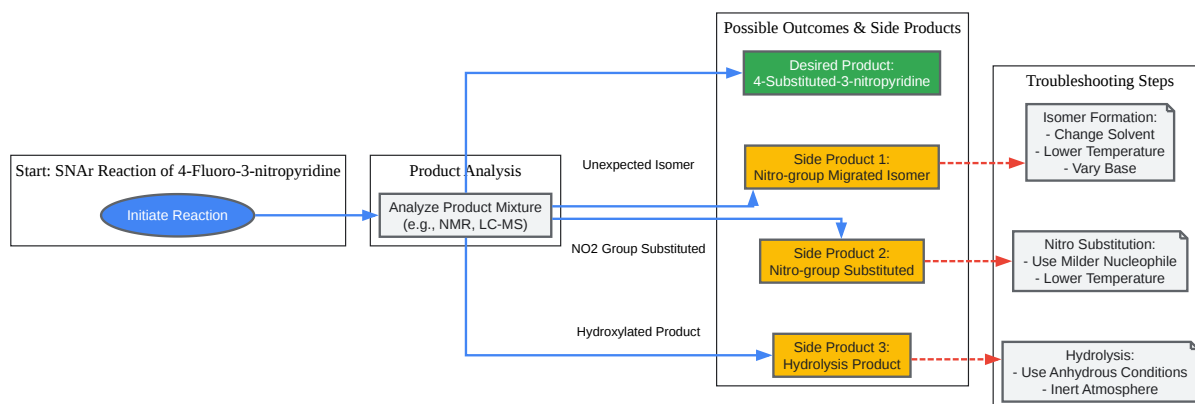 Start: SNAr Reaction of 4-Fluoro-3-nitropyridine
Initiate Reaction
Product Analysis
Analyze Product Mixture
(e.g., NMR, LC-MS)
Unexpected Isomer
NO2 Group Substituted
Hydroxylated Product
Possible Outcomes & Side Products
Desired Product:
4-Substituted-3-nitropyridine
Side Product 1:
Nitro-group Migrated Isomer
Side Product 2:
Nitro-group Substituted
Side Product 3:
Hydrolysis Product
Troubleshooting Steps
Isomer Formation:
- Change Solvent
- Lower Temperature
- Vary Base
Nitro Substitution:
- Use Milder Nucleophile
- Lower Temperature
Hydrolysis:
- Use Anhydrous Conditions
- Inert Atmosphere